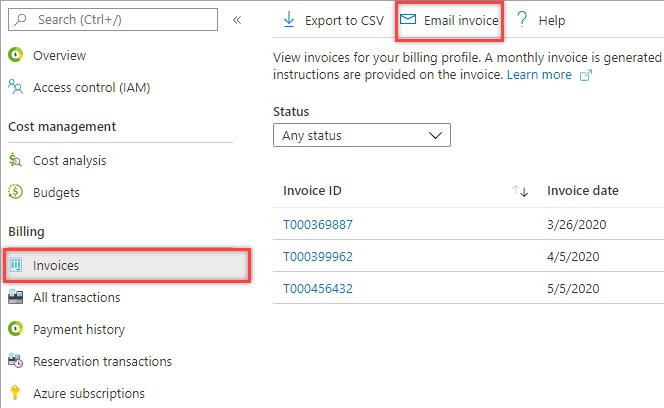 Search (Ctrl+/)
«
Overview
Access control (IAM)
Cost management
Cost analysis
Budgets
Billing
Invoices
All transactions
Payment history
Reservation transactions
Azure subscriptions
Export to CSV
Email invoice
? Help
View invoices for your billing profile. A monthly invoice is generated
instructions are provided on the invoice. Learn more
Status
Any status
Invoice ID ↑↓ Invoice date
T000369887 3/26/2020
T000399962 4/5/2020
T000456432 5/5/2020